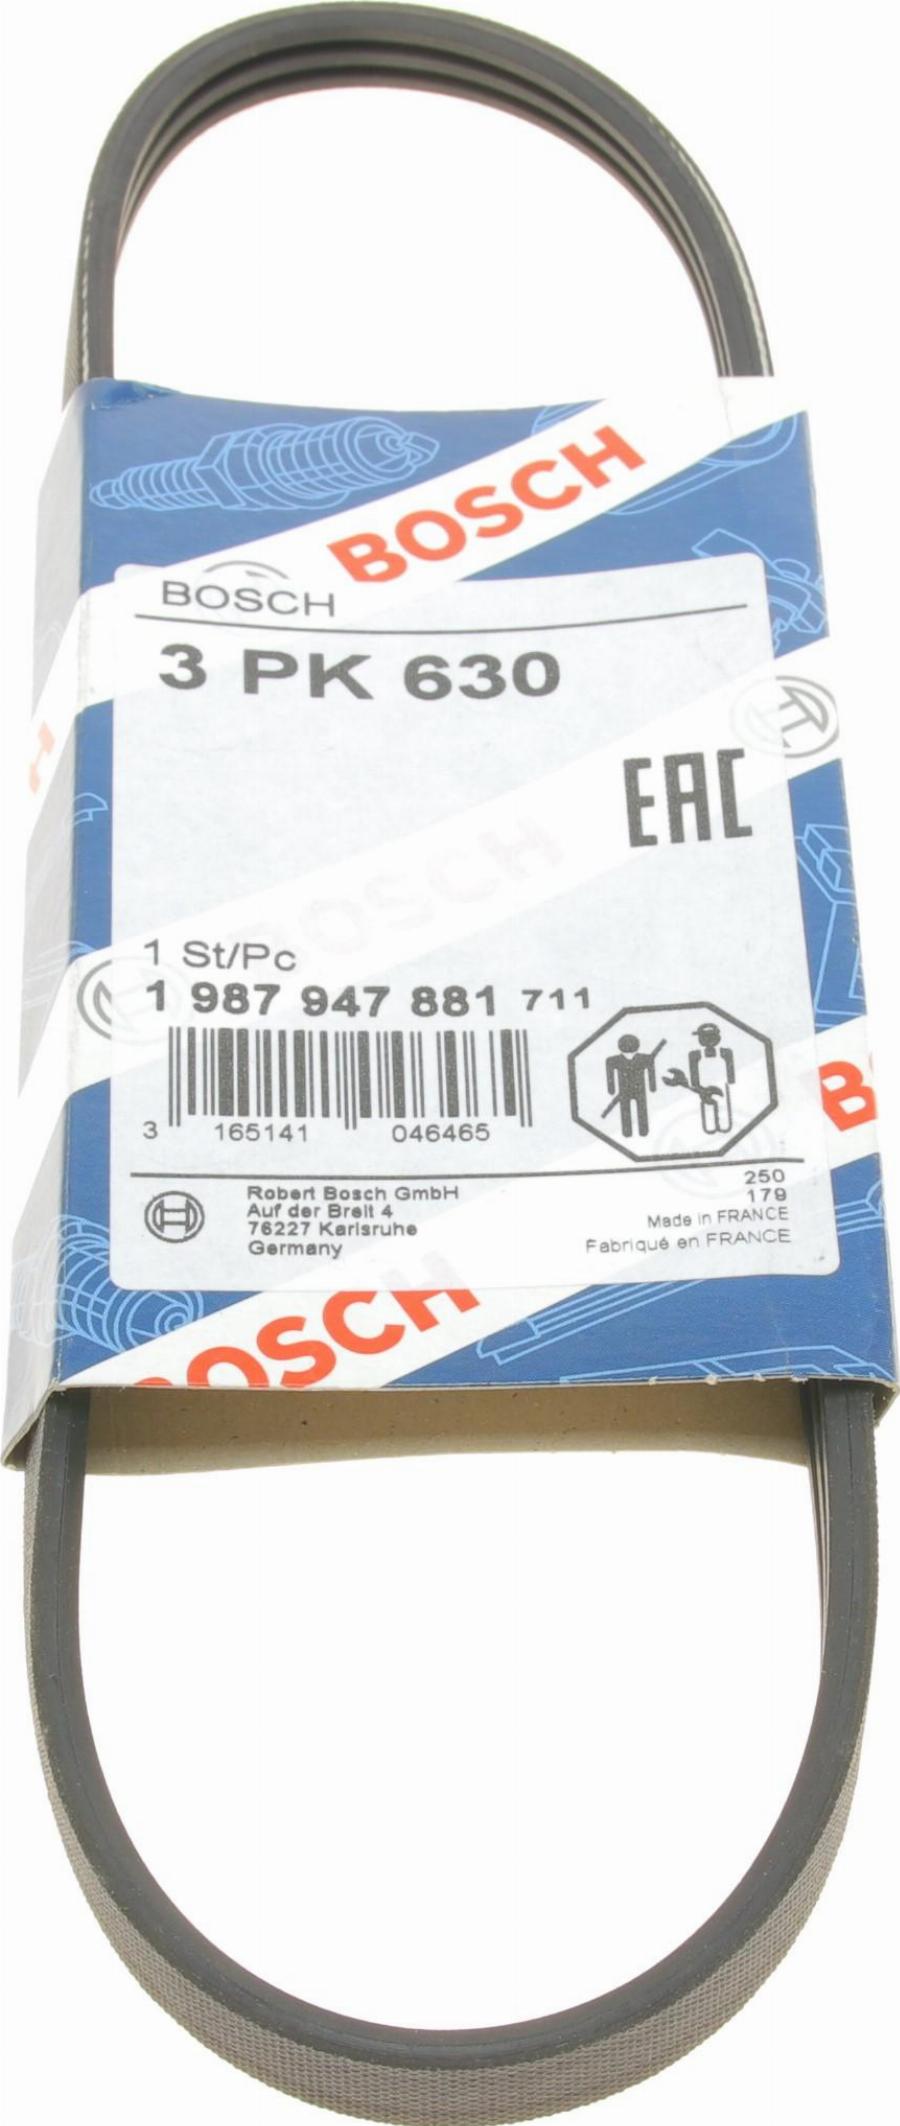 BOSCH
BOSCH
3 PK 630
EAC
BOSCH
1 St/Pc
1 987 947 881 711
3 165141 046465
B
250
179
Robert Bosch GmbH
Auf der Breit 4
76227 Karlsruhe
Germany
Made in FRANCE
Fabriqué en FRANCE
BOSCH